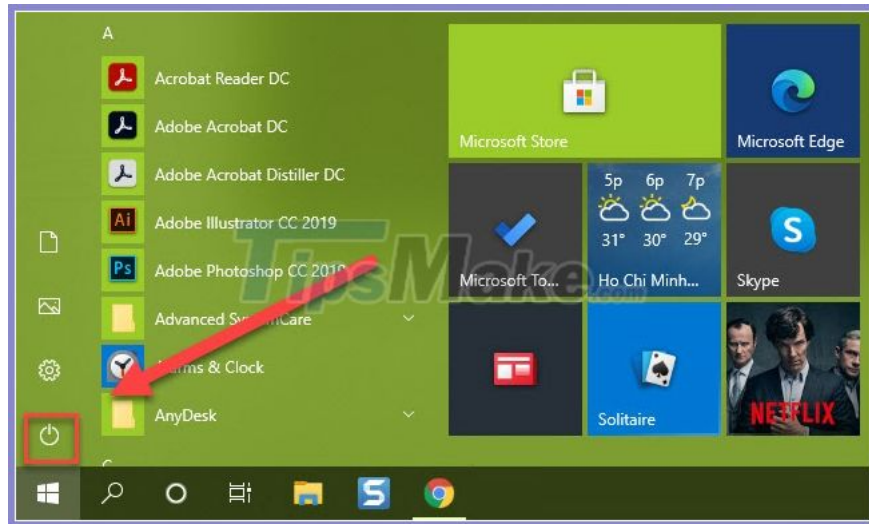 A
Acrobat Reader DC
Adobe Acrobat DC
Adobe Acrobat Distiller DC
Ai Adobe Illustrator CC 2019
Ps Adobe Photoshop CC 2019
Advanced SystemCare
Alarms & Clock
AnyDesk
Microsoft Store
Microsoft Edge
5p 6p 7p
31° 30° 29°
Microsoft To...
Ho Chi Minh...
S
Skype
Solitaire
NETFLIX
TipsMake.com
S